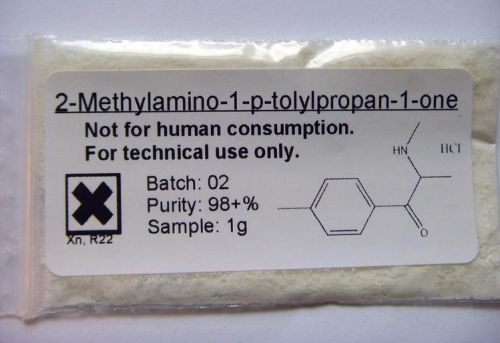 2-Methylamino-1-p-tolylpropan-1-one
Not for human consumption.
For technical use only.
Batch: 02
Purity: 98+%
Sample: 1g
Xn, R22
HN
HCl
O